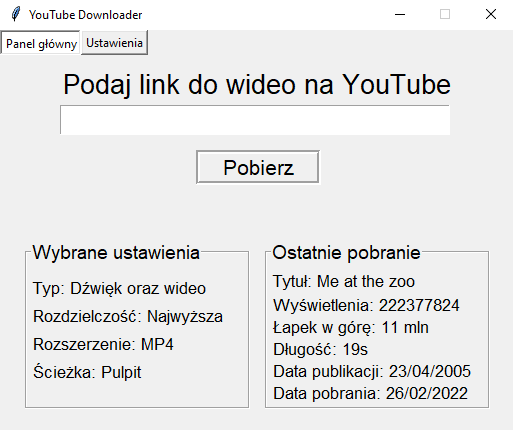 YouTube Downloader
Panel główny Ustawienia
Podaj link do wideo na YouTube
Pobierz
Wybrane ustawienia
Typ: Dźwięk oraz wideo
Rozdzielczość: Najwyższa
Rozszerzenie: MP4
Ścieżka: Pulpit
Ostatnie pobranie
Tytuł: Me at the zoo
Wyświetlenia: 222377824
Łapek w górę: 11 mln
Długość: 19s
Data publikacji: 23/04/2005
Data pobrania: 26/02/2022